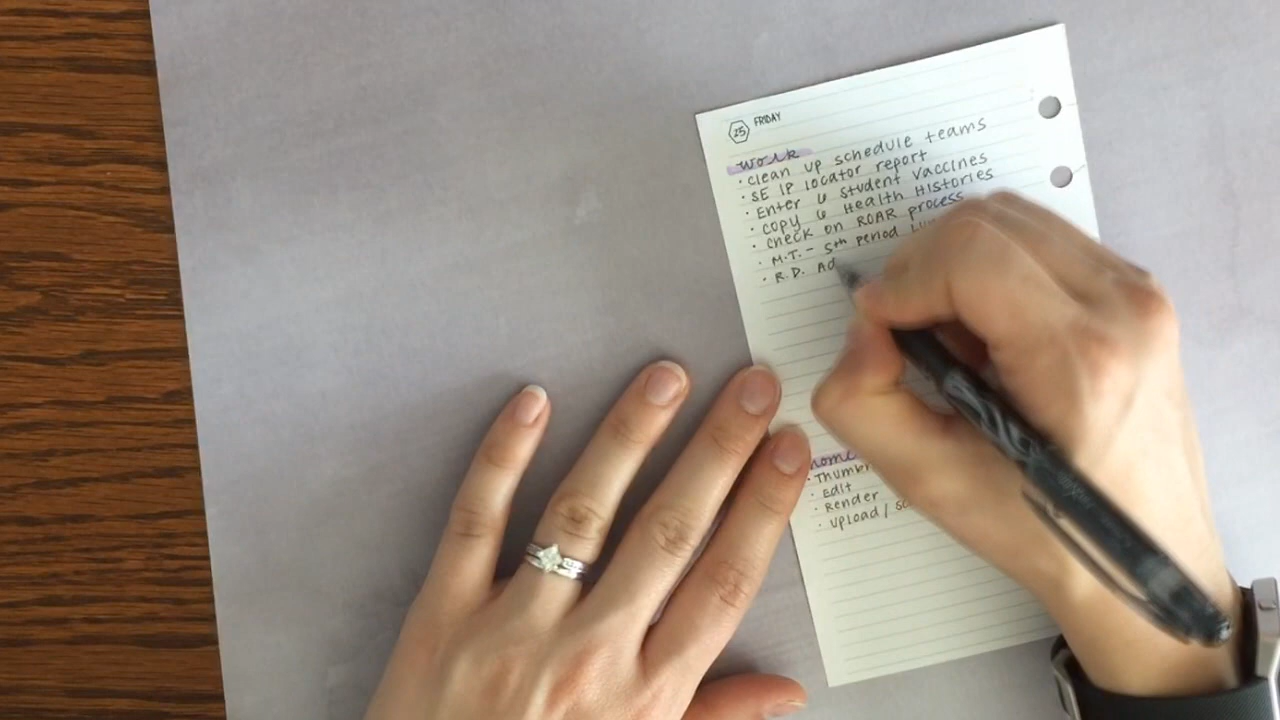 25 FRIDAY
work
· clean up schedule teams
· SE IP locator report
· Enter 6 student vaccines
· copy 6 Health Histories
· check on ROAR process
· M.T. - 5th period
· R.D. Ad
home
· Edit
· Render
· upload /